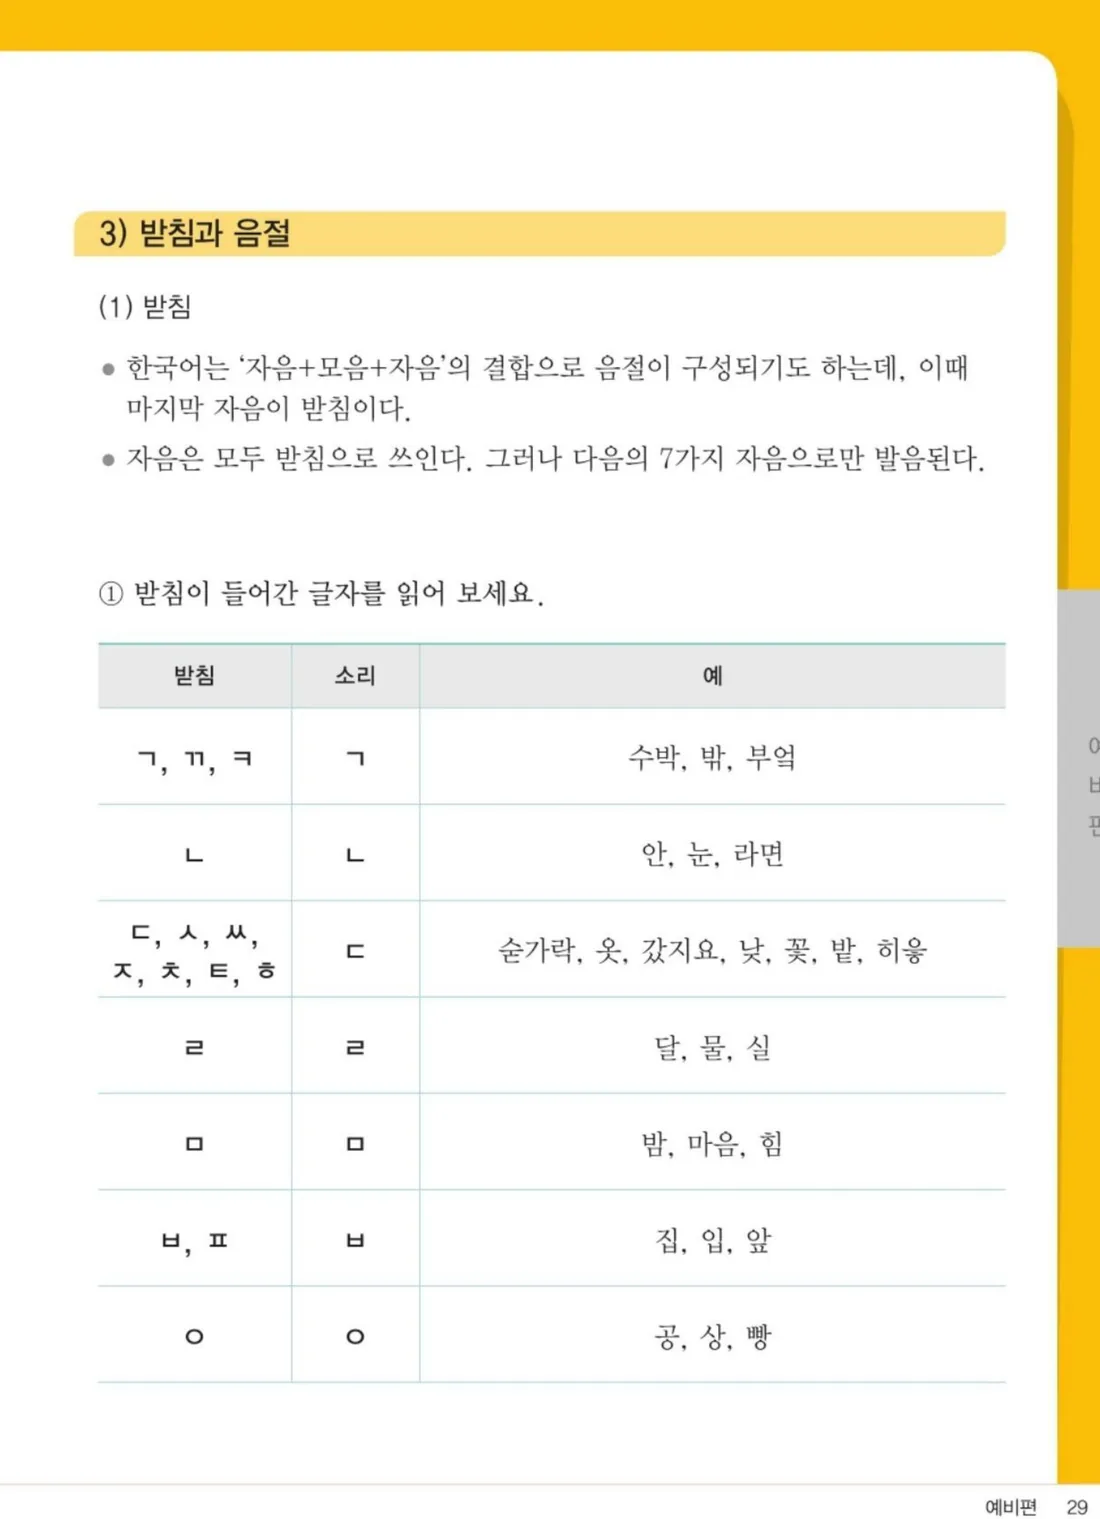 3) 받침과 음절
(1) 받침
● 한국어는 ‘자음+모음+자음’의 결합으로 음절이 구성되기도 하는데, 이때
마지막 자음이 받침이다.
● 자음은 모두 받침으로 쓰인다. 그러나 다음의 7가지 자음으로만 발음된다.
① 받침이 들어간 글자를 읽어 보세요.
받침 소리 예
ㄱ, ㄲ, ㅋ ㄱ 수박, 밖, 부엌
ㄴ ㄴ 안, 눈, 라면
ㄷ, ㅅ, ㅆ,
ㅈ, ㅊ, ㅌ, ㅎ ㄷ 숟가락, 옷, 갔지요, 낮, 꽃, 밭, 히읗
ㄹ ㄹ 달, 물, 실
ㅁ ㅁ 밤, 마음, 힘
ㅂ, ㅍ ㅂ 집, 입, 앞
ㅇ ㅇ 공, 상, 빵
예비편 29